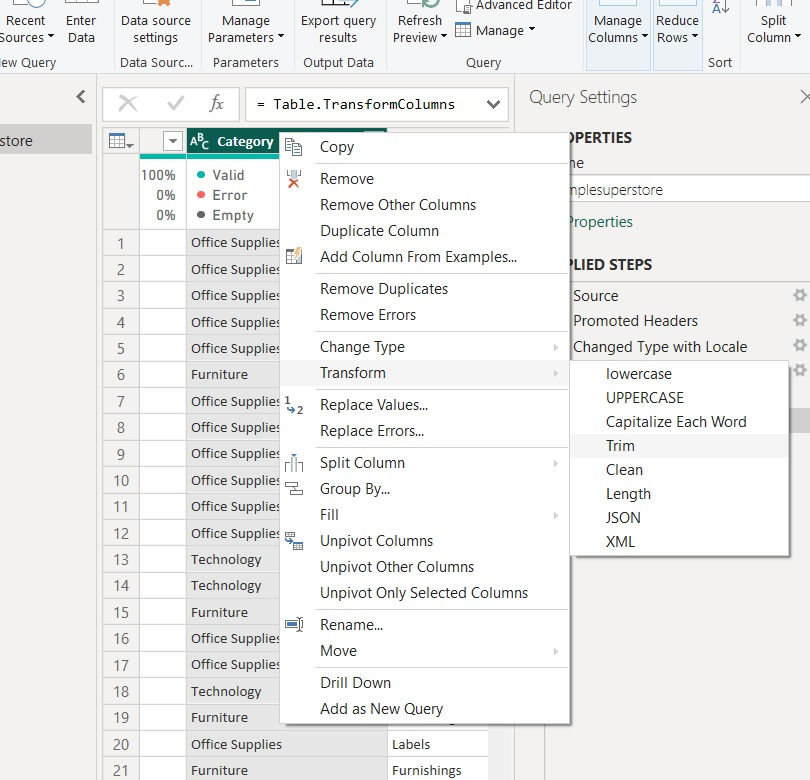 Recent
Sources
Enter
Data
Data source
settings
Manage
Parameters
Export query
results
Refresh
Preview
Advanced Editor
Manage
Manage
Columns
Reduce
Rows
Split
Column
ew Query
Data Sourc...
Parameters
Output Data
Query
Sort
fx
= Table.TransformColumns
Query Settings
store
ABC Category
100%
Valid
0%
Error
0%
Empty
1 Office Supplies
2 Office Supplies
3 Office Supplies
4 Office Supplies
5 Office Supplies
6 Furniture
7 Office Supplies
8 Office Supplies
9 Office Supplies
10 Office Supplies
11 Office Supplies
12 Office Supplies
13 Technology
14 Technology
15 Furniture
16 Office Supplies
17 Office Supplies
18 Technology
19 Furniture
20 Office Supplies Labels
21 Furniture Furnishings
Copy
Remove
Remove Other Columns
Duplicate Column
Add Column From Examples...
Remove Duplicates
Remove Errors
Change Type
Transform
Replace Values...
Replace Errors...
Split Column
Group By...
Fill
Unpivot Columns
Unpivot Other Columns
Unpivot Only Selected Columns
Rename...
Move
Drill Down
Add as New Query
lowercase
UPPERCASE
Capitalize Each Word
Trim
Clean
Length
JSON
XML
OPERTIES
me
mplesuperstore
Properties
PLIED STEPS
Source
Promoted Headers
Changed Type with Locale